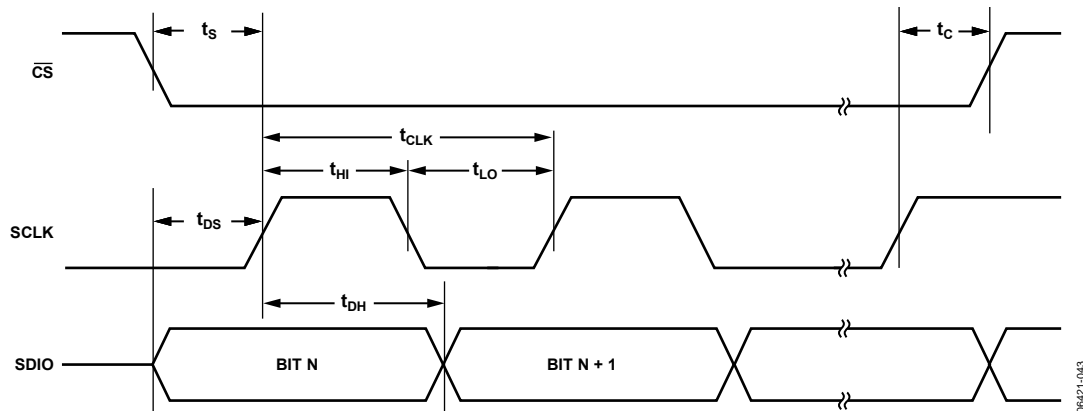 tS
tC
CS
tCLK
tHI
tLO
tDS
SCLK
tDH
SDIO
BIT N
BIT N + 1
06421-043